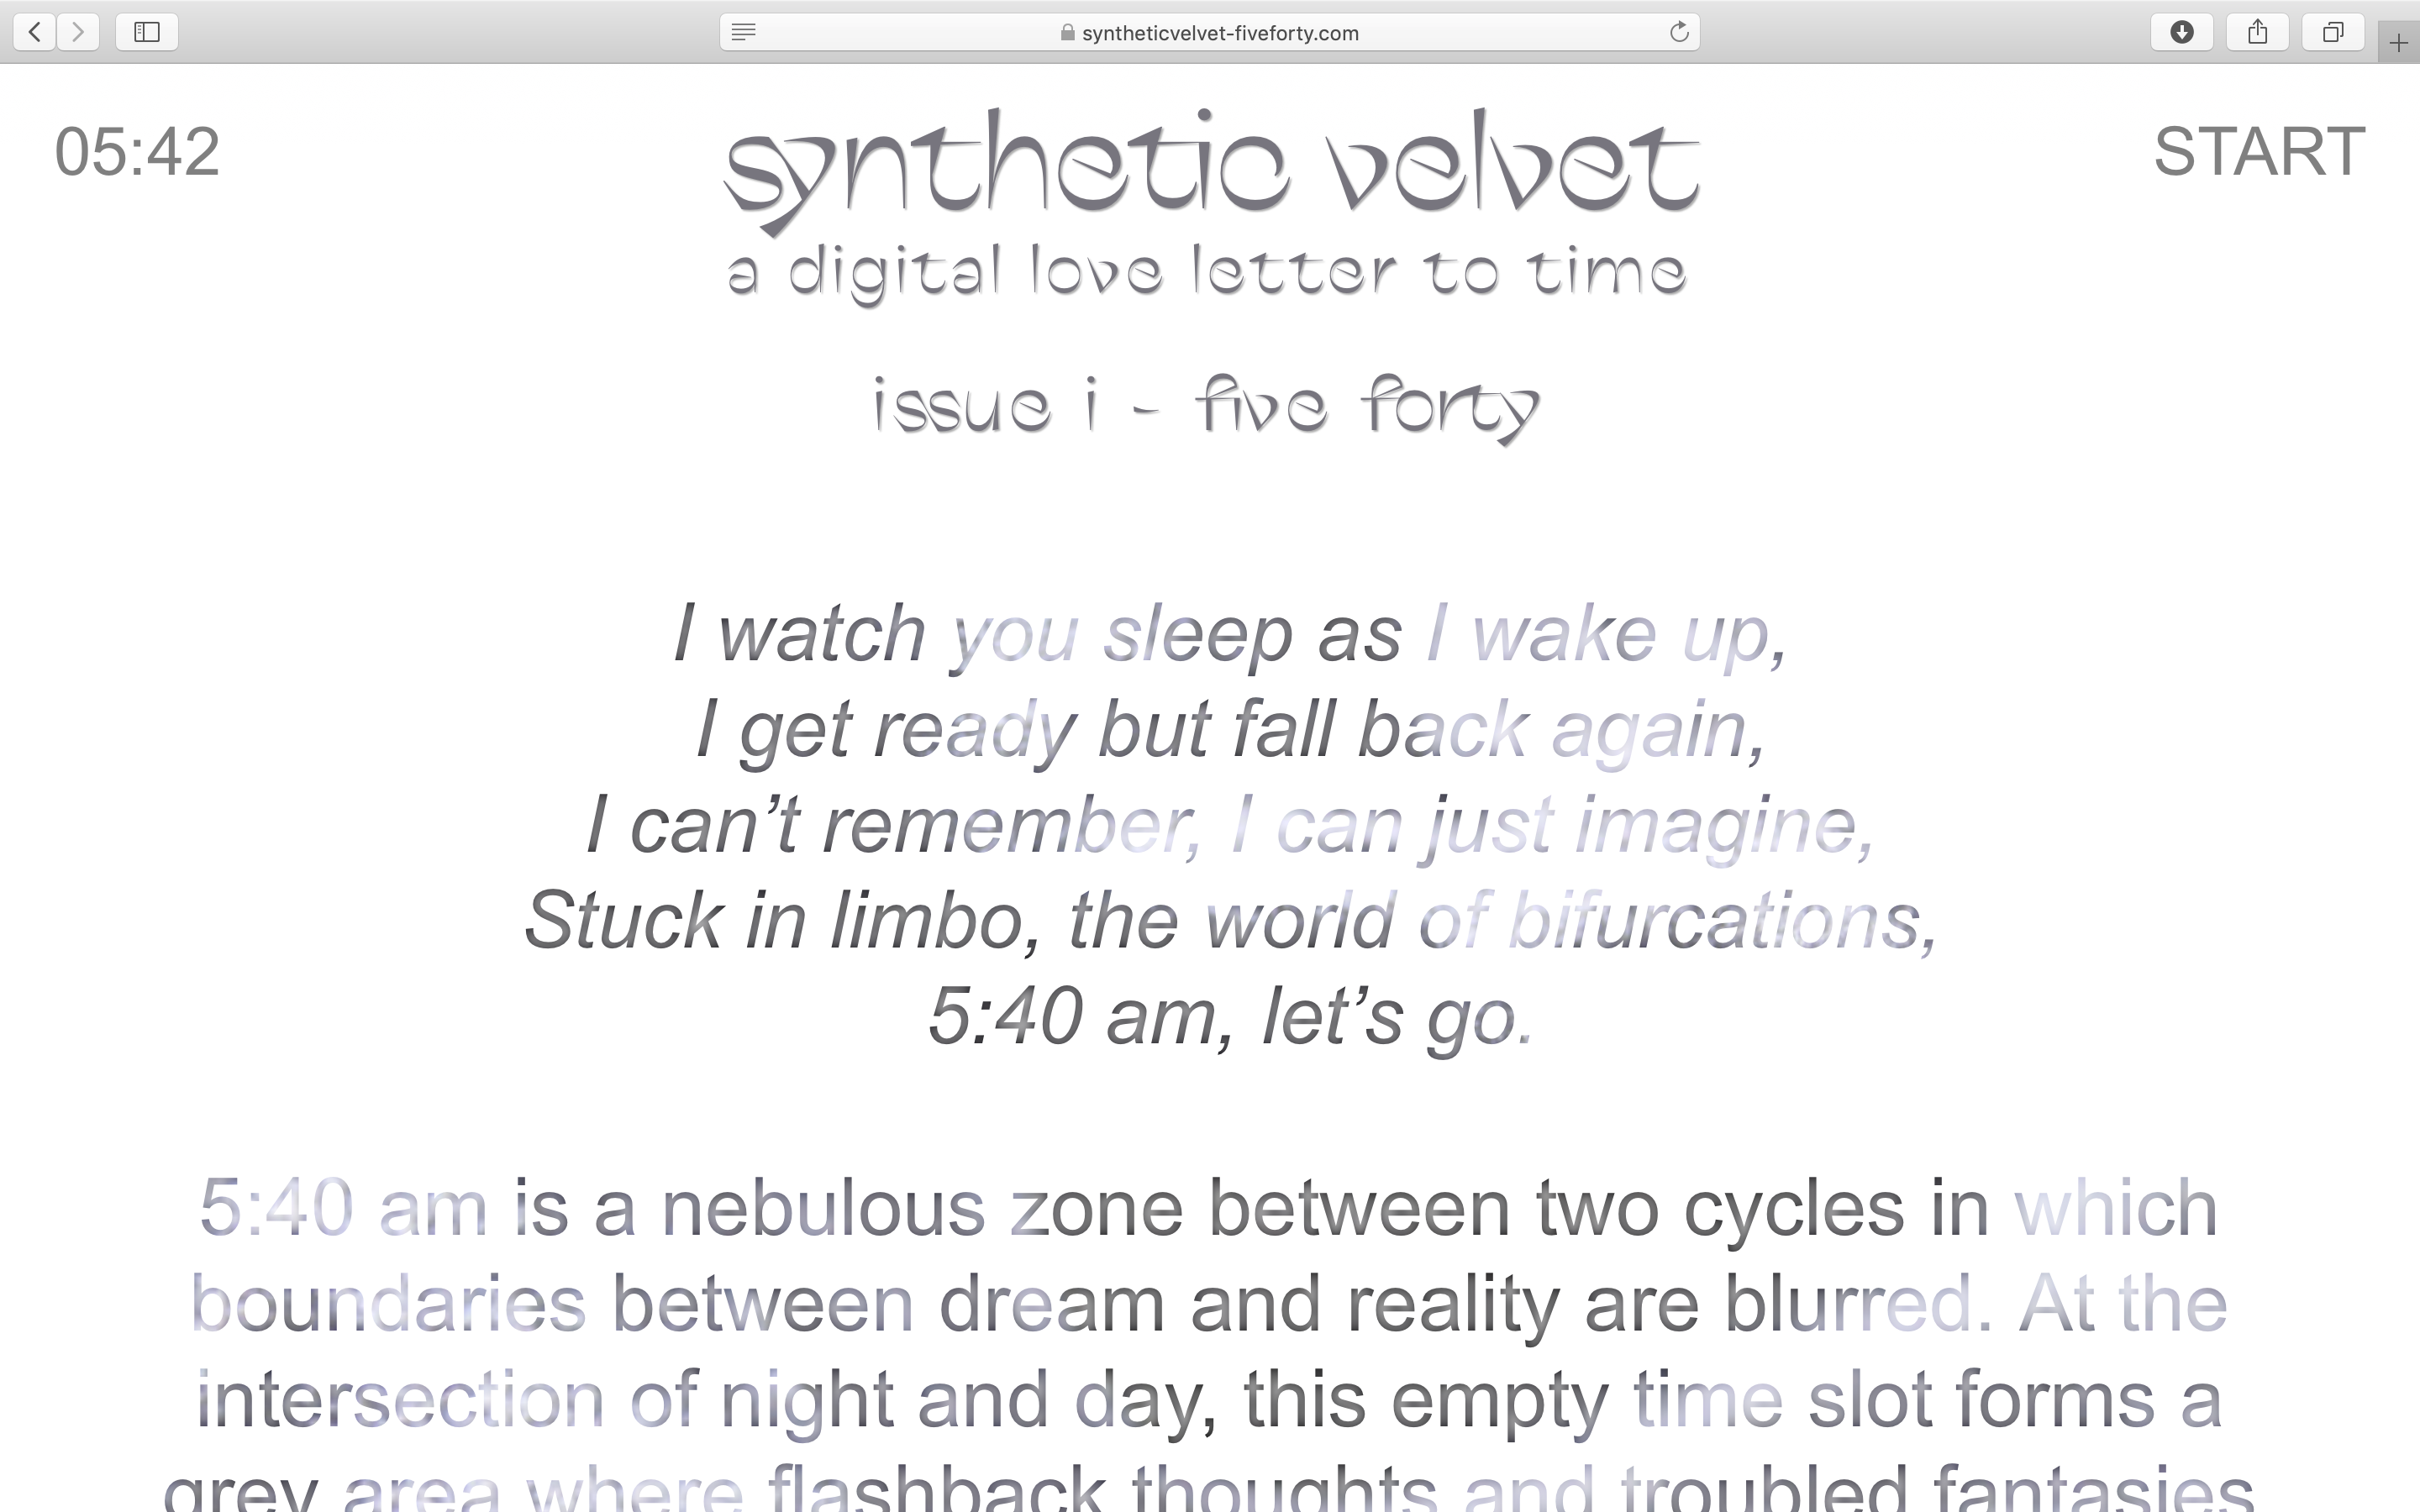 syntheticvelvet-fiveforty.com
05:42
synthetic velvet
START
a digital love letter to time
issue i - five forty
I watch you sleep as I wake up,
I get ready but fall back again,
I can’t remember, I can just imagine,
Stuck in limbo, the world of bifurcations,
5:40 am, let’s go.
5:40 am is a nebulous zone between two cycles in which
boundaries between dream and reality are blurred. At the
intersection of night and day, this empty time slot forms a
grey area where flashback thoughts and troubled fantasies